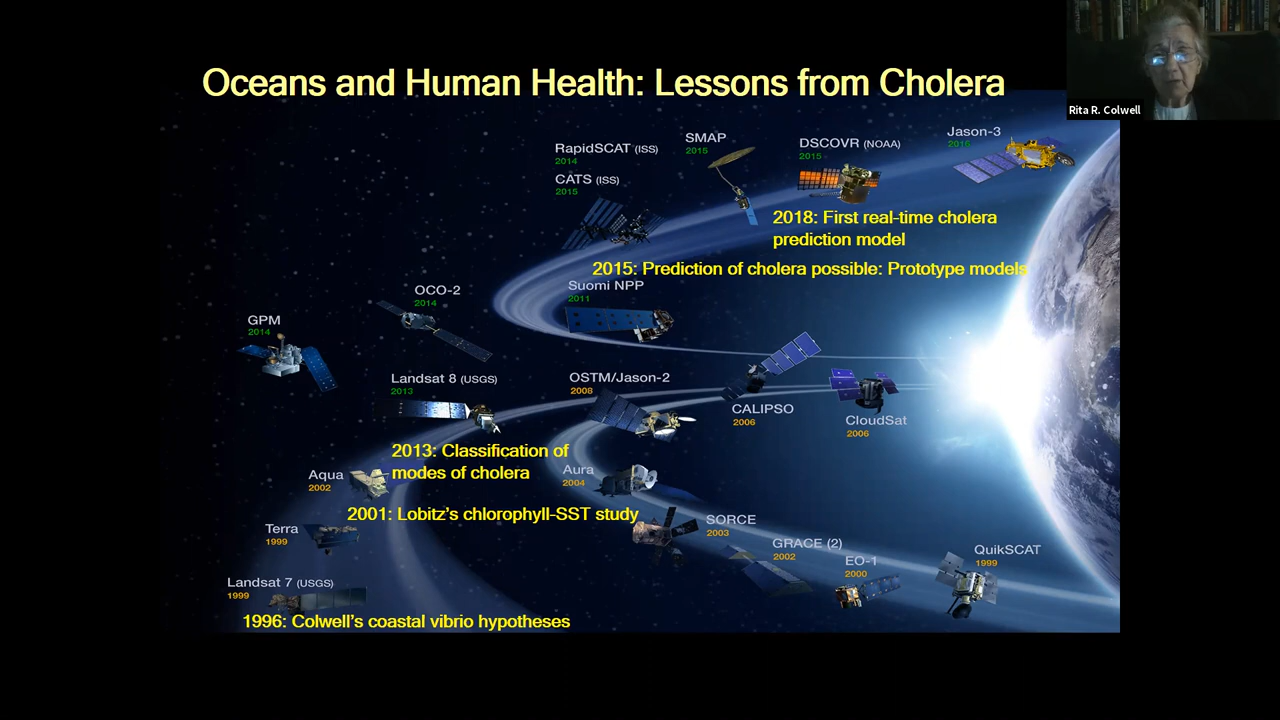 Oceans and Human Health: Lessons from Cholera
Rita R. Colwell
RapidSCAT (ISS)
2014
CATS (ISS)
2015
SMAP
2015
DSCOVR (NOAA)
2015
Jason-3
2016
2018: First real-time cholera
prediction model
2015: Prediction of cholera possible: Prototype models
Suomi NPP
2011
OCO-2
2014
GPM
2014
Landsat 8 (USGS)
2013
OSTM/Jason-2
2008
CALIPSO
2006
CloudSat
2006
2013: Classification of
modes of cholera
Aqua
2002
Aura
2004
2001: Lobitz's chlorophyll-SST study
Terra
1999
SORCE
2003
GRACE (2)
2002
EO-1
2000
QuikSCAT
1999
Landsat 7 (USGS)
1999
1996: Colwell's coastal vibrio hypotheses